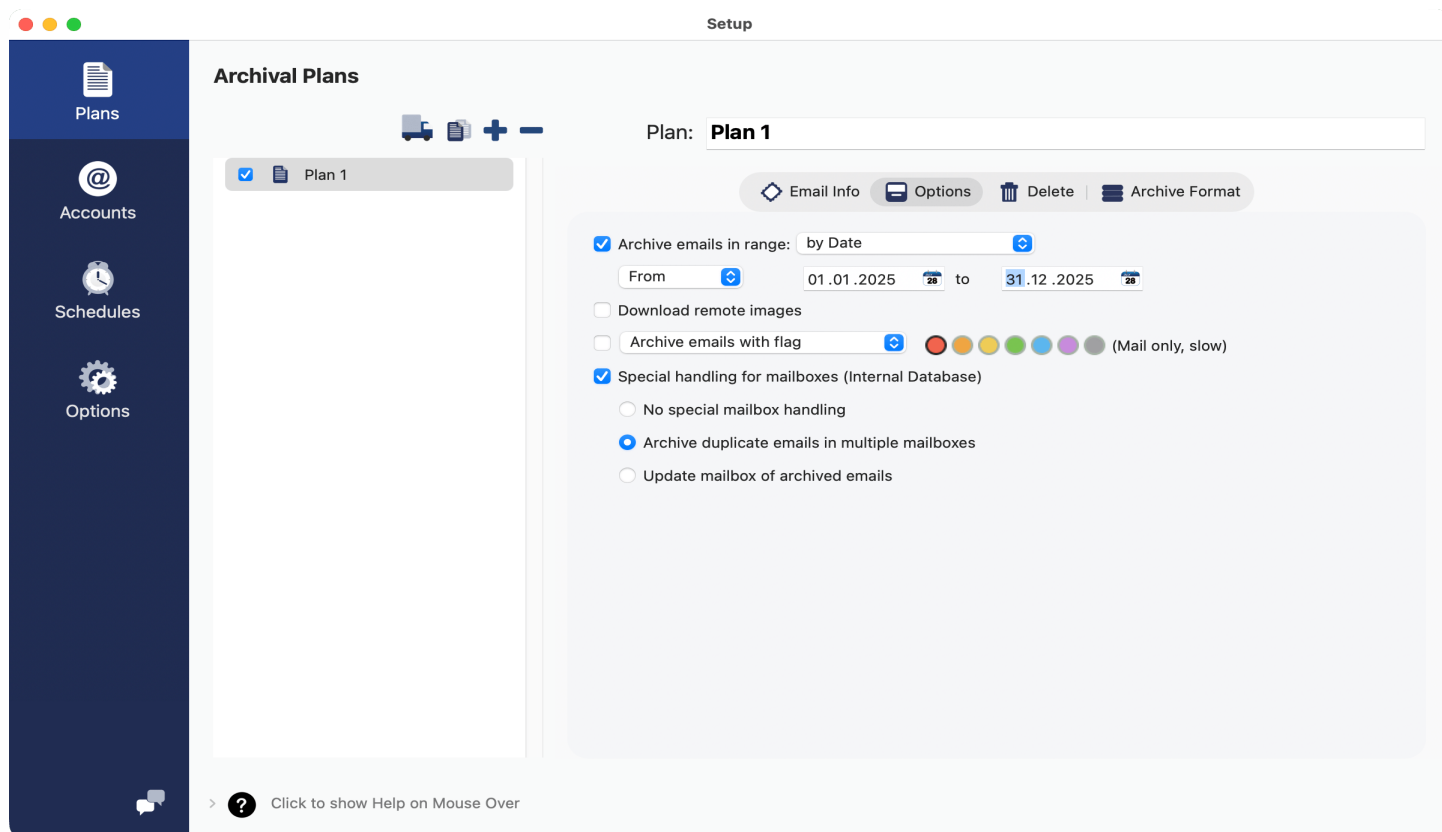 Setup
Plans
Accounts
Schedules
Options
Archival Plans
Plan 1
Plan: Plan 1
Email Info Options Delete Archive Format
Archive emails in range: by Date
From 01.01.2025 28 to 31.12.2025 28
Download remote images
Archive emails with flag (Mail only, slow)
Special handling for mailboxes (Internal Database)
No special mailbox handling
Archive duplicate emails in multiple mailboxes
Update mailbox of archived emails
? Click to show Help on Mouse Over